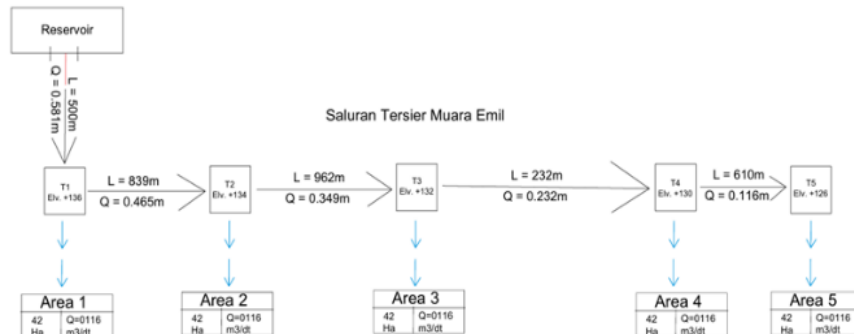 Reservoir
L = 500m
Q = 0.581m
Saluran Tersier Muara Emil
T1
Elv. +136
L = 839m
Q = 0.465m
T2
Elv. +134
L = 962m
Q = 0.349m
T3
Elv. +132
L = 232m
Q = 0.232m
T4
Elv. +130
L = 610m
Q = 0.116m
T5
Elv. +126
Area 1
42 Q=0116
Ha m3/dt
Area 2
42 Q=0116
Ha m3/dt
Area 3
42 Q=0116
Ha m3/dt
Area 4
42 Q=0116
Ha m3/dt
Area 5
42 Q=0116
Ha m3/dt